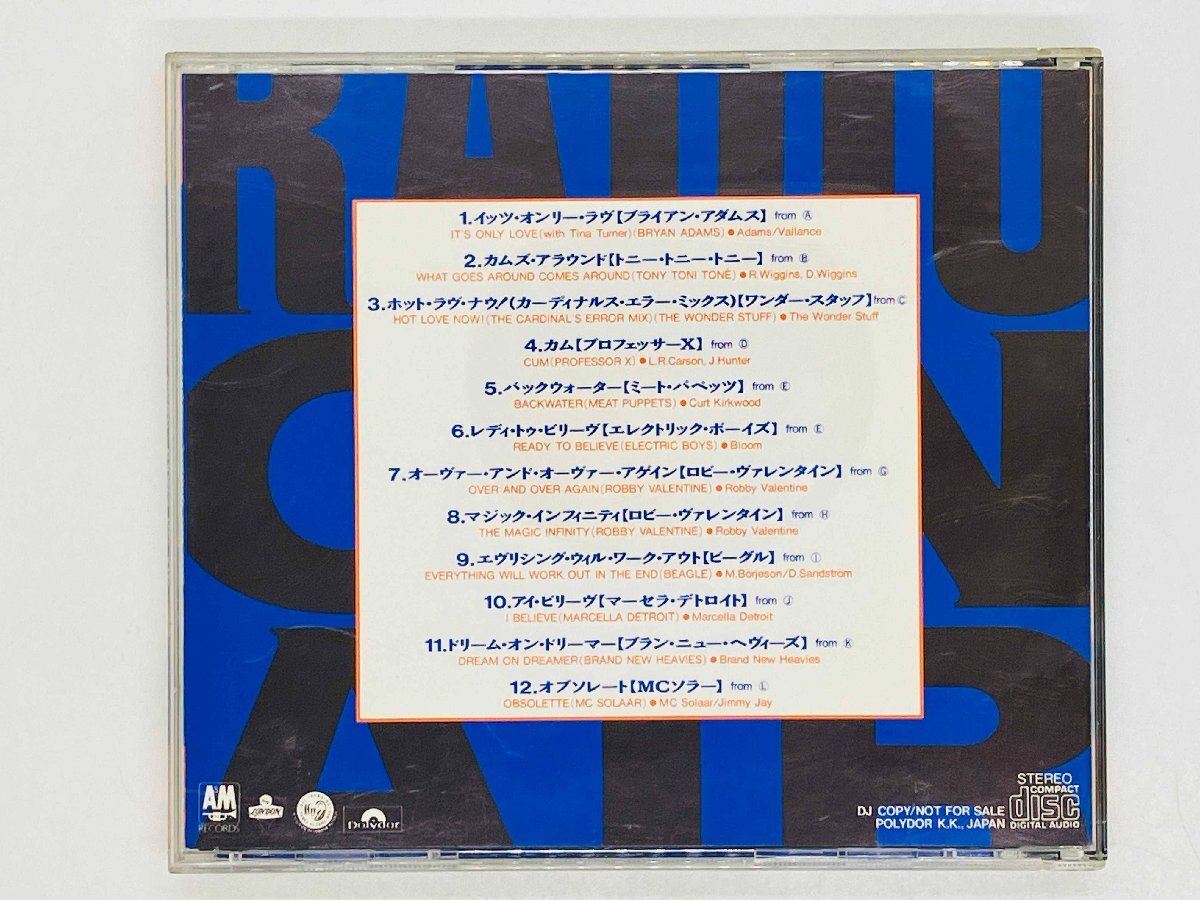 RADIO
ON
AIR
1.イッツ・オンリー・ラヴ【ブライアン・アダムス】 from Ⓐ
IT'S ONLY LOVE(with Tina Turner)(BRYAN ADAMS)●Adams/Vallance
2.カムズ・アラウンド【トニー・トニー・トニー】 from Ⓑ
WHAT GOES AROUND COMES AROUND(TONY TONI TONÉ)●R.Wiggins, D.Wiggins
3.ホット・ラヴ・ナウ!(カーディナルス・エラー・ミックス)【ワンダー・スタッフ】from Ⓒ
HOT LOVE NOW!(THE CARDINAL'S ERROR MIX)(THE WONDER STUFF)●The Wonder Stuff
4.カム【プロフェッサーX】 from Ⓓ
CUM(PROFESSOR X)●L.R.Carson, J.Hunter
5.バックウォーター【ミート・パペッツ】 from Ⓔ
BACKWATER(MEAT PUPPETS)●Curt Kirkwood
6.レディ・トゥ・ビリーヴ【エレクトリック・ボーイズ】 from Ⓔ
READY TO BELIEVE(ELECTRIC BOYS)●Bloom
7.オーヴァー・アンド・オーヴァー・アゲイン【ロビー・ヴァレンタイン】 from Ⓖ
OVER AND OVER AGAIN(ROBBY VALENTINE)●Robby Valentine
8.マジック・インフィニティ【ロビー・ヴァレンタイン】 from Ⓗ
THE MAGIC INFINITY(ROBBY VALENTINE)●Robby Valentine
9.エヴリシング・ウィル・ワーク・アウト【ビーグル】 from Ⓘ
EVERYTHING WILL WORK OUT IN THE END(BEAGLE)●M.Borjeson/D.Sandstrom
10.アイ・ビリーヴ【マーセラ・デトロイト】 from Ⓙ
I BELIEVE(MARCELLA DETROIT)●Marcella Detroit
11.ドリーム・オン・ドリーマー【ブラン・ニュー・ヘヴィーズ】 from Ⓚ
DREAM ON DREAMER(BRAND NEW HEAVIES)●Brand New Heavies
12.オブソレート【MCソラー】 from Ⓛ
OBSOLETTE(MC SOLAAR)●MC Solaar/Jimmy Jay
A&M RECORDS
LONDON
polydor
DJ COPY/NOT FOR SALE
POLYDOR K.K., JAPAN
STEREO
COMPACT
disc
DIGITAL AUDIO